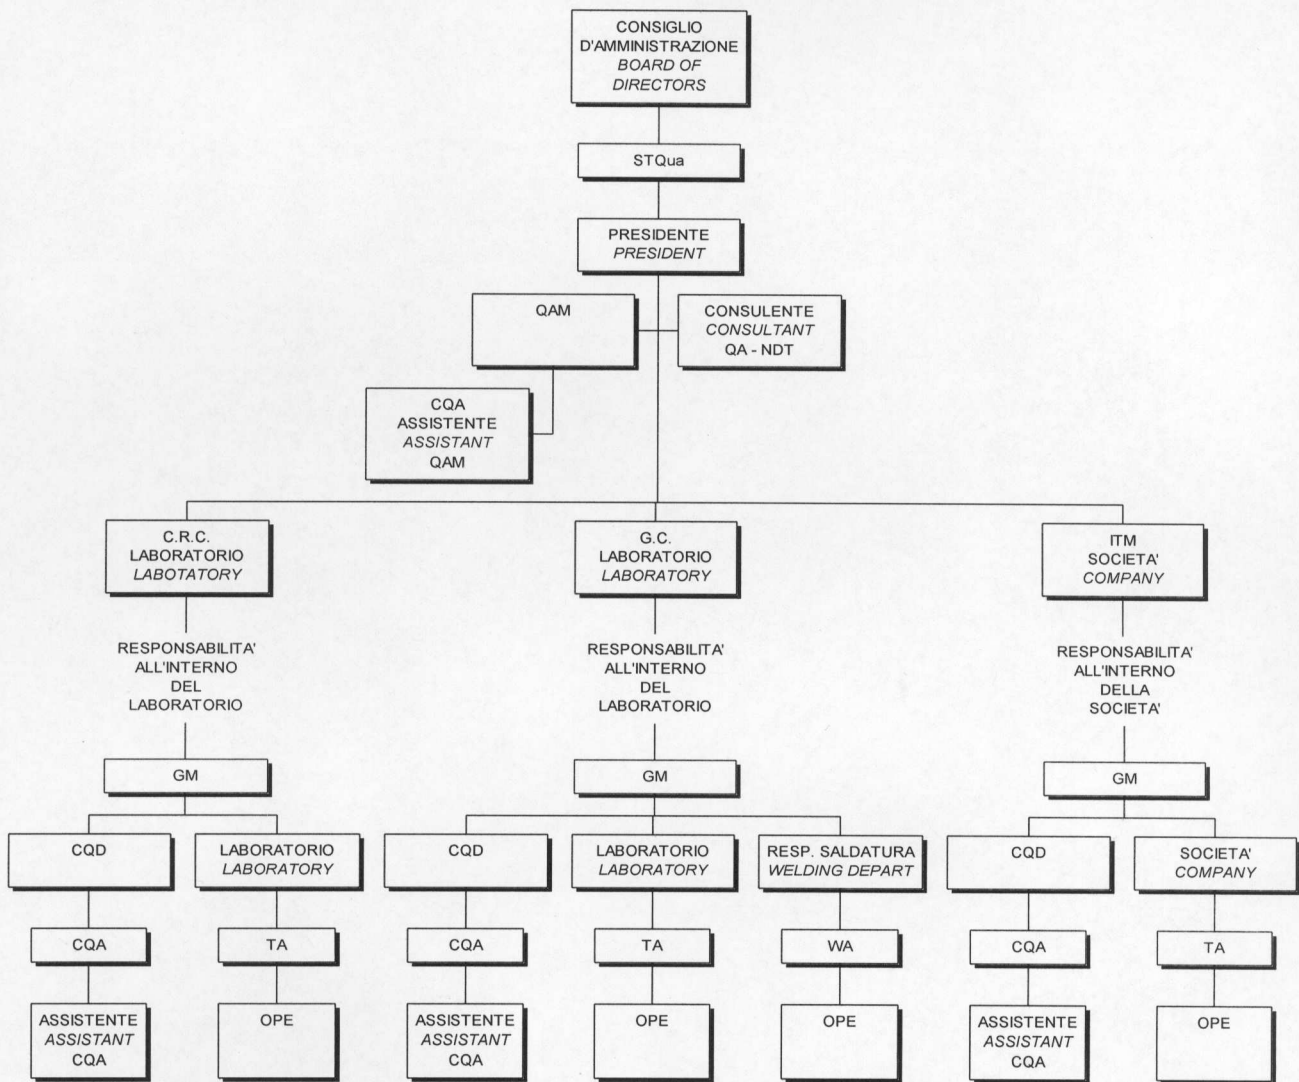 CONSIGLIO
D'AMMINISTRAZIONE
BOARD OF
DIRECTORS
STQua
PRESIDENTE
PRESIDENT
QAM
CONSULENTE
CONSULTANT
QA - NDT
CQA
ASSISTENTE
ASSISTANT
QAM
C.R.C.
LABORATORIO
LABOTATORY
G.C.
LABORATORIO
LABORATORY
ITM
SOCIETA'
COMPANY
RESPONSABILITA'
ALL'INTERNO
DEL
LABORATORIO
RESPONSABILITA'
ALL'INTERNO
DEL
LABORATORIO
RESPONSABILITA'
ALL'INTERNO
DELLA
SOCIETA'
GM
GM
GM
CQD
LABORATORIO
LABORATORY
CQD
LABORATORIO
LABORATORY
RESP. SALDATURA
WELDING DEPART
CQD
SOCIETA'
COMPANY
CQA
TA
CQA
TA
WA
CQA
TA
ASSISTENTE
ASSISTANT
CQA
OPE
ASSISTENTE
ASSISTANT
CQA
OPE
OPE
ASSISTENTE
ASSISTANT
CQA
OPE